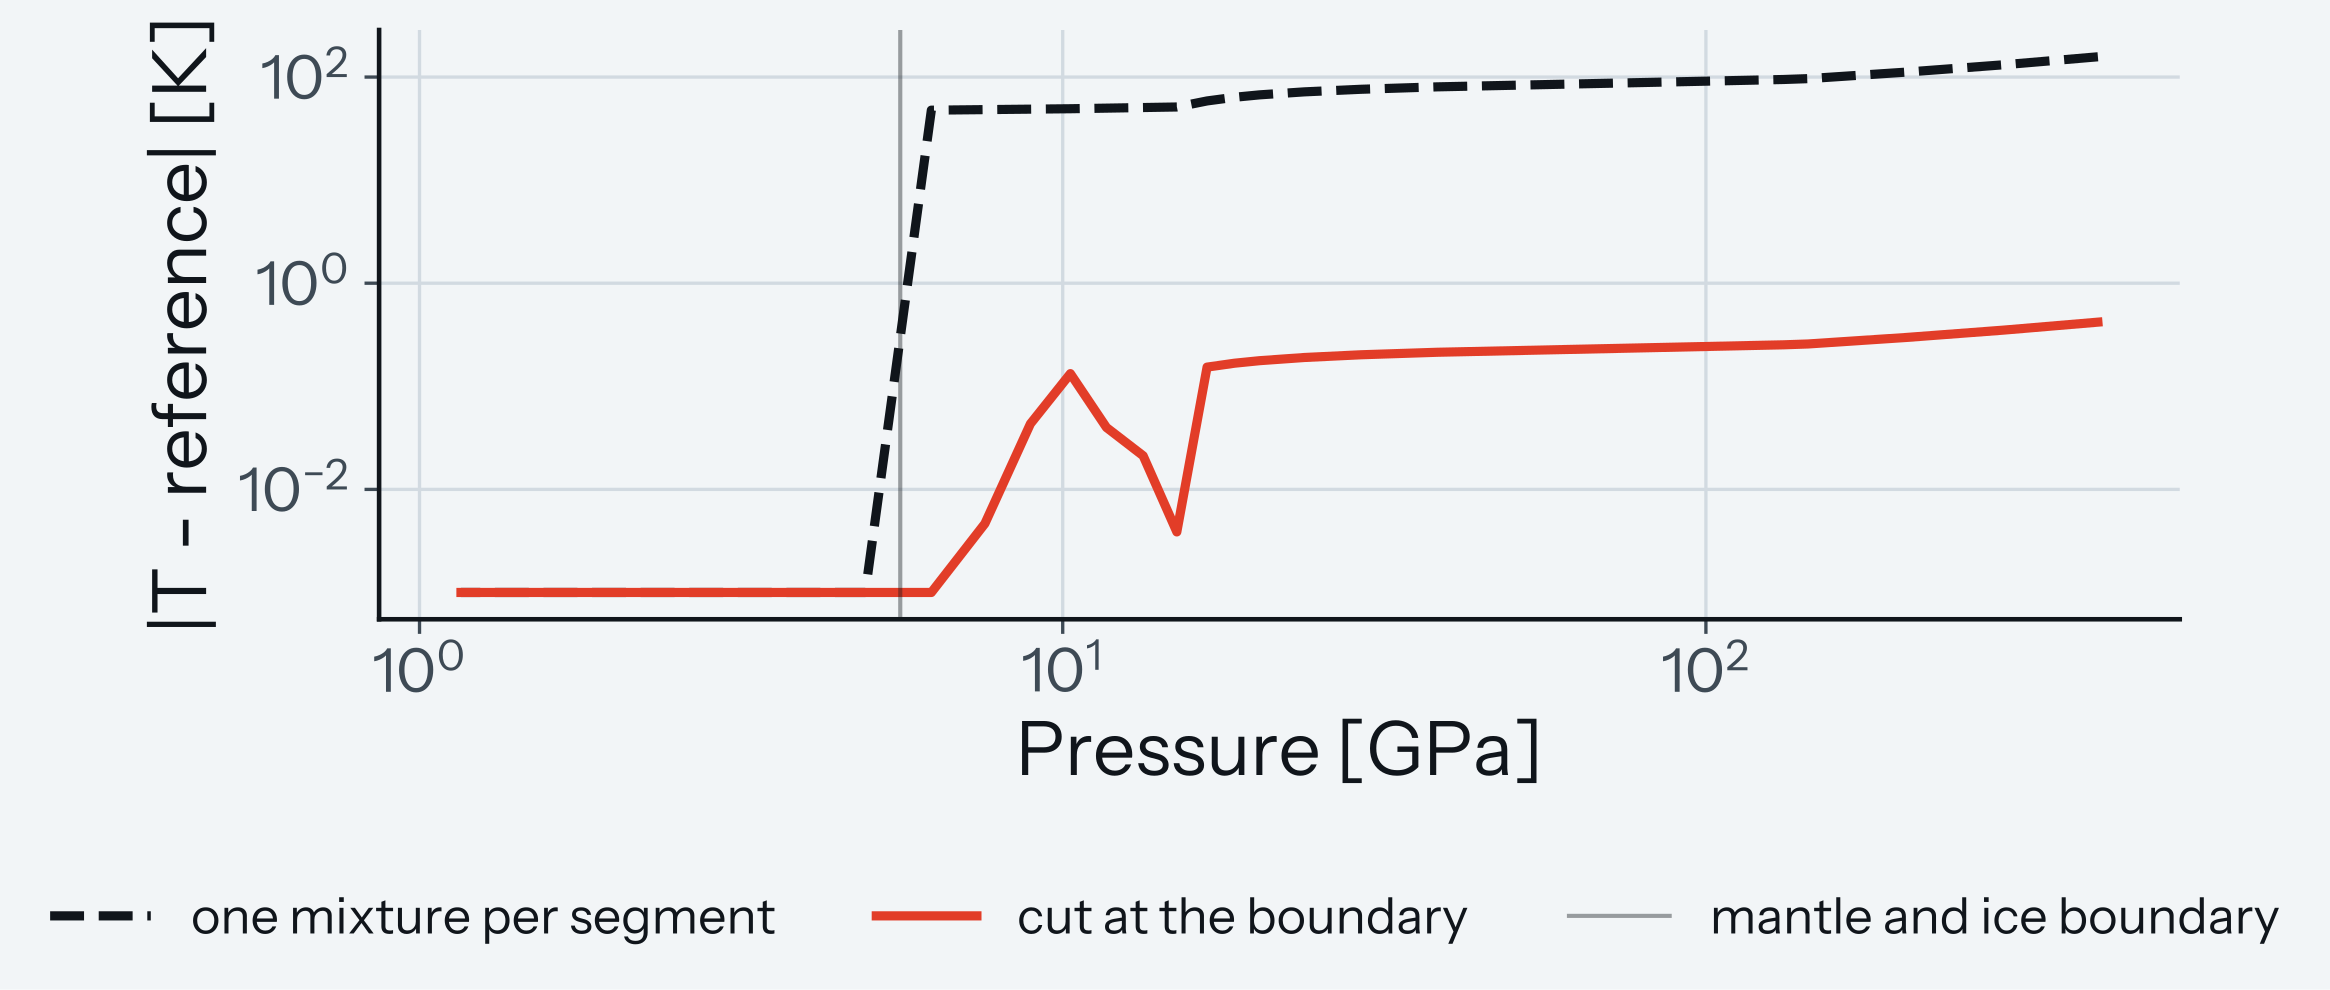 |T - reference| [K]
10²
10⁰
10⁻²
10⁰ 10¹ 10²
Pressure [GPa]
one mixture per segment cut at the boundary mantle and ice boundary